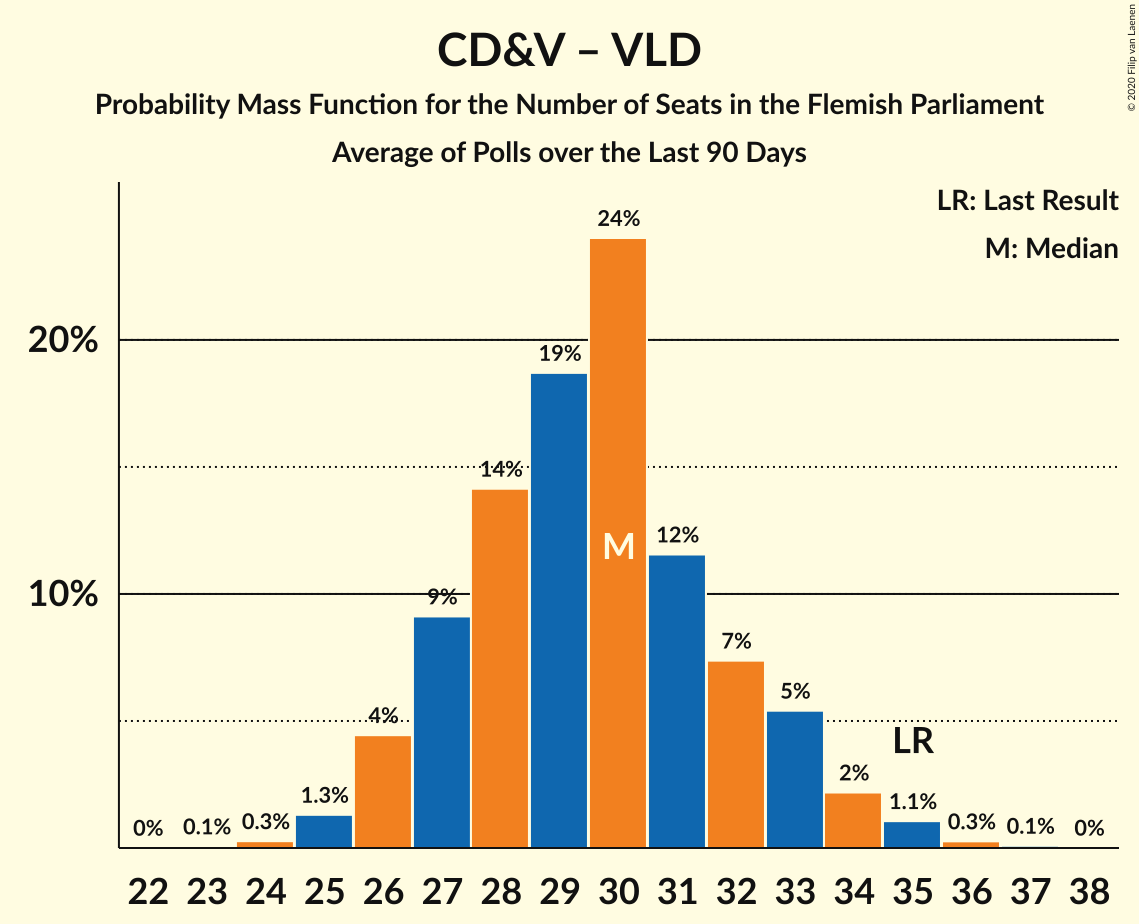 CD&V – VLD
Probability Mass Function for the Number of Seats in the Flemish Parliament
Average of Polls over the Last 90 Days
© 2020 Filip van Laenen
LR: Last Result
M: Median
24%
20%
19%
14%
M
12%
10%
9%
7%
5%
4%
LR
2%
1.3%
1.1%
0%
0.1%
0.3%
0.3%
0.1%
0%
22 23 24 25 26 27 28 29 30 31 32 33 34 35 36 37 38